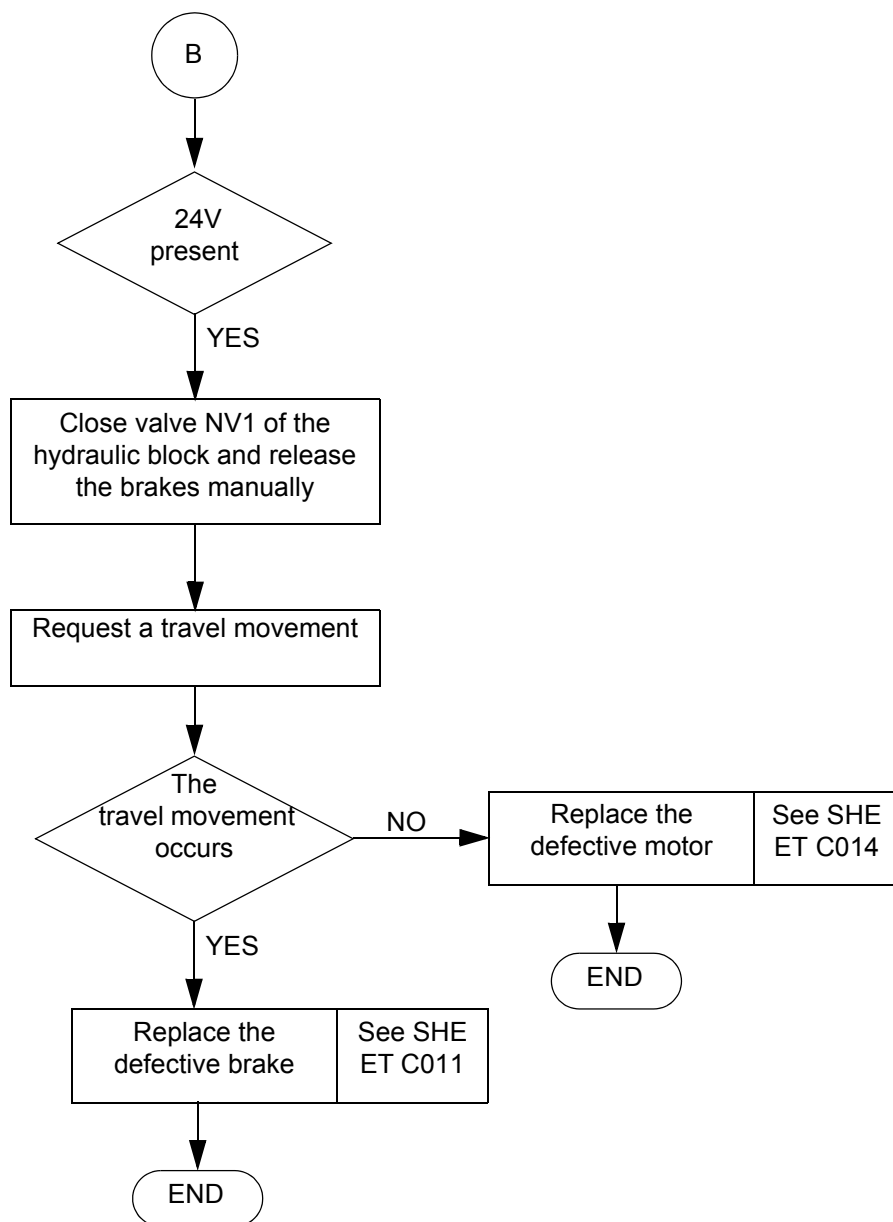 B
24V
present
YES
Close valve NV1 of the
hydraulic block and release
the brakes manually
Request a travel movement
The
travel movement
occurs
NO
Replace the
defective motor
See SHE
ET C014
END
YES
Replace the
defective brake
See SHE
ET C011
END